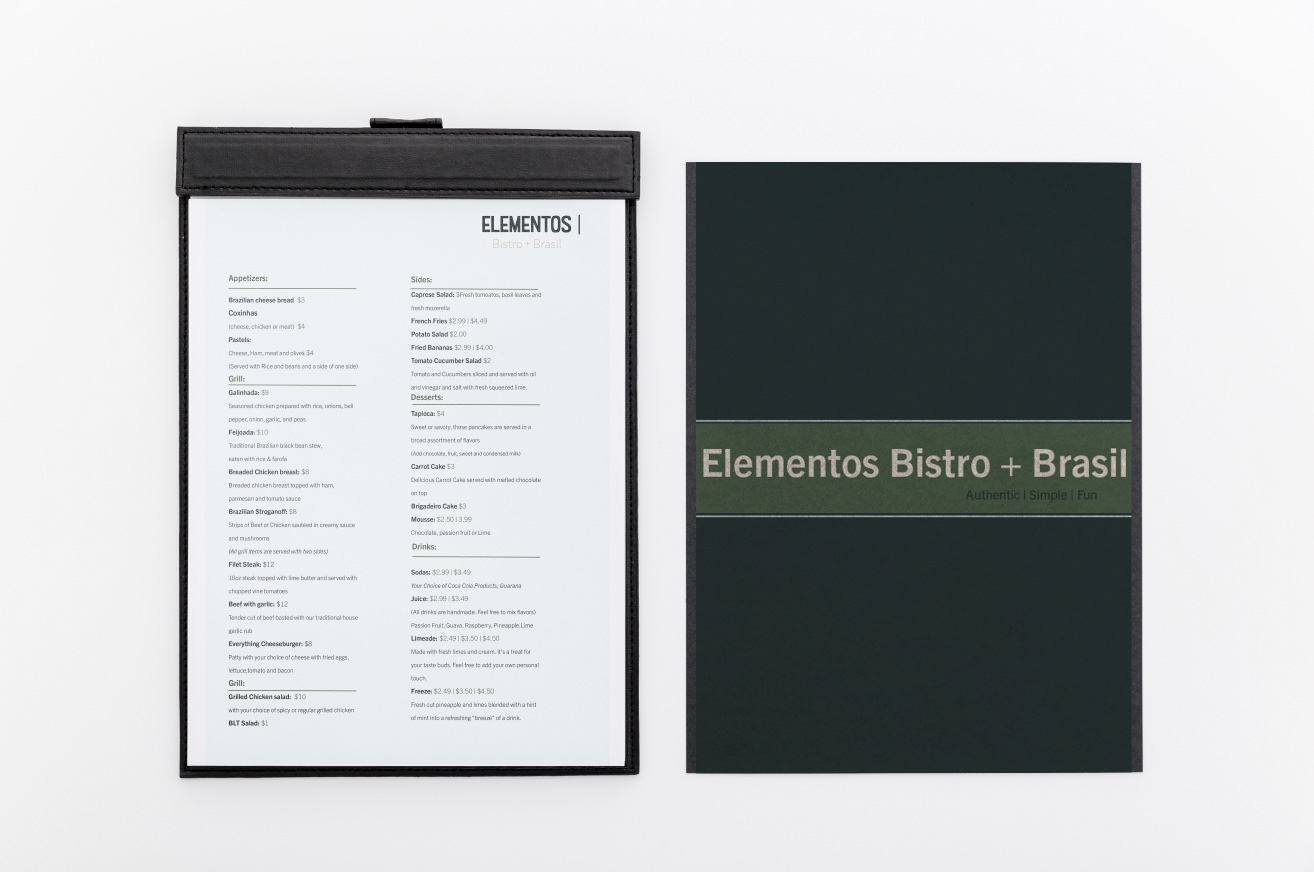 ELEMENTOS |
Bistro + Brasil
Appetizers:
Brazilian cheese bread $3
Coxinhas
(cheese, chicken or meat) $4
Pastels:
Cheese, Ham, meat and olives $4
(Served with Rice and beans and a side of one side)
Grill:
Galinhada: $9
Seasoned chicken prepared with rice, onions, bell
pepper, onion, garlic, and peas
Feijoada: $10
Traditional Brazilian black bean stew,
eaten with rice & farofa
Breaded Chicken breast: $8
Breaded chicken breast topped with ham,
parmesan and tomato sauce
Brazilian Stroganoff: $8
Strips of Beef or Chicken sautéed in creamy sauce
and mushrooms
(All grill items are served with two sides)
Filet Steak: $12
10oz steak topped with lime butter and served with
chopped vine tomatoes
Beef with garlic: $12
Tender cut of beef basted with our traditional house
garlic rub
Everything Cheeseburger: $8
Patty with your choice of cheese with fried eggs,
lettuce,tomato and bacon
Grill:
Grilled Chicken salad: $10
with your choice of spicy or regular grilled chicken
BLT Salad: $1
Sides:
Caprese Salad: $Fresh tomoatos, basil leaves and
fresh mozerella
French Fries $2.99 | $4.49
Potato Salad $2.00
Fried Bananas $2.99 | $4.00
Tomato Cucumber Salad $2
Tomato and Cucumbers sliced and served with oil
and vinegar and salt with fresh squeezed lime.
Desserts:
Tapioca: $4
Sweet or savory, these pancakes are served in a
broad assortment of flavors
(Add chocolate, fruit, sweet and condensed milk)
Carrot Cake $3
Delicious Carrot Cake served with melted chocolate
on top
Brigadeiro Cake $3
Mousse: $2.50 | 3.99
Chocolate, passion fruit or Lime
Drinks:
Sodas: $2.99 | $3.49
Your Choice of Coca Cola Products, Guarana
Juice: $2.99 | $3.49
(All drinks are handmade: Feel free to mix flavors)
Passion Fruit, Guava, Raspberry, Pineapple,Lime
Limeade: $2.49 | $3.50 | $4.50
Made with fresh limes and cream. It's a treat for
your taste buds. Feel free to add your own personal
touch.
Freeze: $2.49 | $3.50 | $4.50
Fresh cut pineapple and limes blended with a hint
of mint into a refreshing "breeze" of a drink.
Elementos Bistro + Brasil
Authentic | Simple | Fun